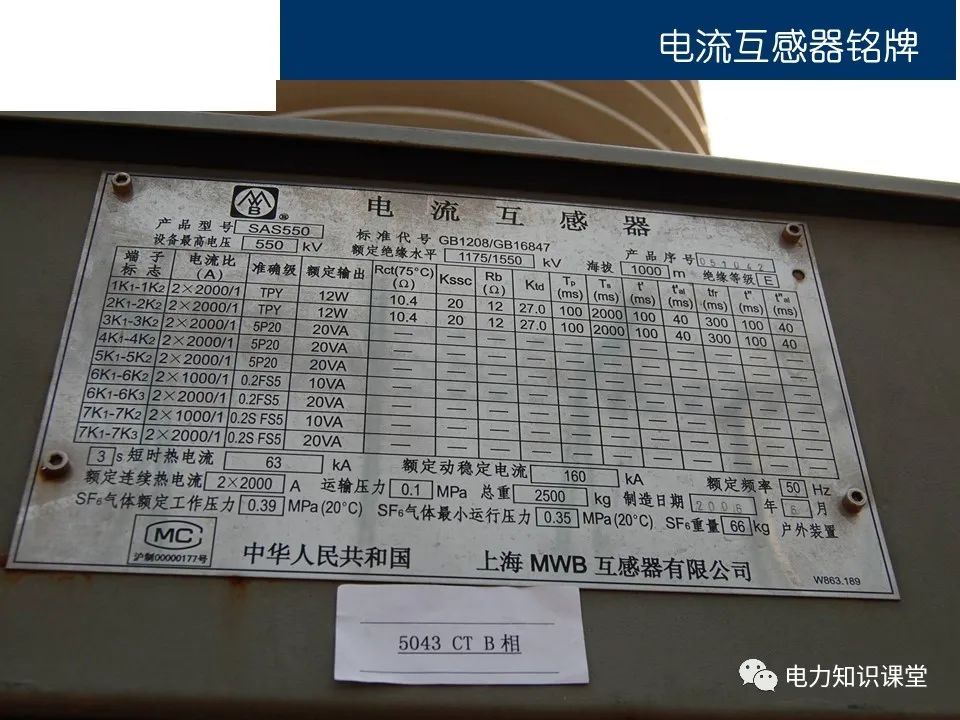 电流互感器铭牌
MWB ®
电 流 互 感 器
产品型号 SAS550 标准代号 GB1208/GB16847 产品序号 051042
设备最高电压 550 kV 额定绝缘水平 1175/1550 kV 海拔 1000 m 绝缘等级 E
端子标志 电流比(A) 准确级 额定输出 Rct(75°C)(Ω) Kssc Rb(Ω) Ktd Tp(ms) Ts(ms) t'(ms) t'al(ms) tfr(ms) t"(ms) t"al(ms)
1K1-1K2 2×2000/1 TPY 12W 10.4 20 12 27.0 100 2000 100 40 300 100 40
2K1-2K2 2×2000/1 TPY 12W 10.4 20 12 27.0 100 2000 100 40 300 100 40
3K1-3K2 2×2000/1 5P20 20VA — — — — — — — — — — —
4K1-4K2 2×2000/1 5P20 20VA — — — — — — — — — — —
5K1-5K2 2×2000/1 5P20 20VA — — — — — — — — — — —
6K1-6K2 2×1000/1 0.2FS5 10VA — — — — — — — — — — —
6K1-6K3 2×2000/1 0.2FS5 20VA — — — — — — — — — — —
7K1-7K2 2×1000/1 0.2S FS5 10VA — — — — — — — — — — —
7K1-7K3 2×2000/1 0.2S FS5 20VA — — — — — — — — — — —
3 s短时热电流 63 kA 额定动稳定电流 160 kA 额定频率 50 Hz
额定连续热电流 2×2000 A 运输压力 0.1 MPa 总重 2500 kg 制造日期 2006 年 6 月
SF6气体额定工作压力 0.39 MPa(20°C) SF6气体最小运行压力 0.35 MPa(20°C) SF6重量 66 kg 户外装置
MC
沪制00000177号
中华人民共和国 上海 MWB 互感器有限公司
W863.189
5043 CT B相
电力知识课堂